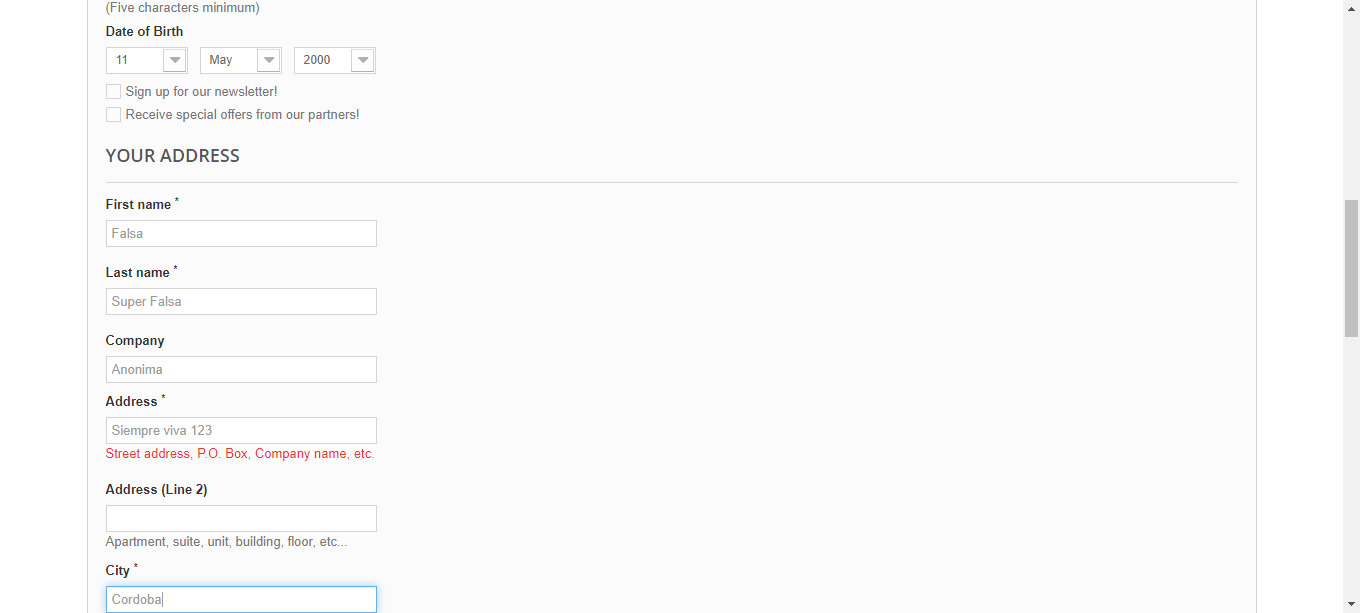 (Five characters minimum)
Date of Birth
11 May 2000
Sign up for our newsletter!
Receive special offers from our partners!
YOUR ADDRESS
First name *
Falsa
Last name *
Super Falsa
Company
Anonima
Address *
Siempre viva 123
Street address, P.O. Box, Company name, etc.
Address (Line 2)
Apartment, suite, unit, building, floor, etc...
City *
Cordoba